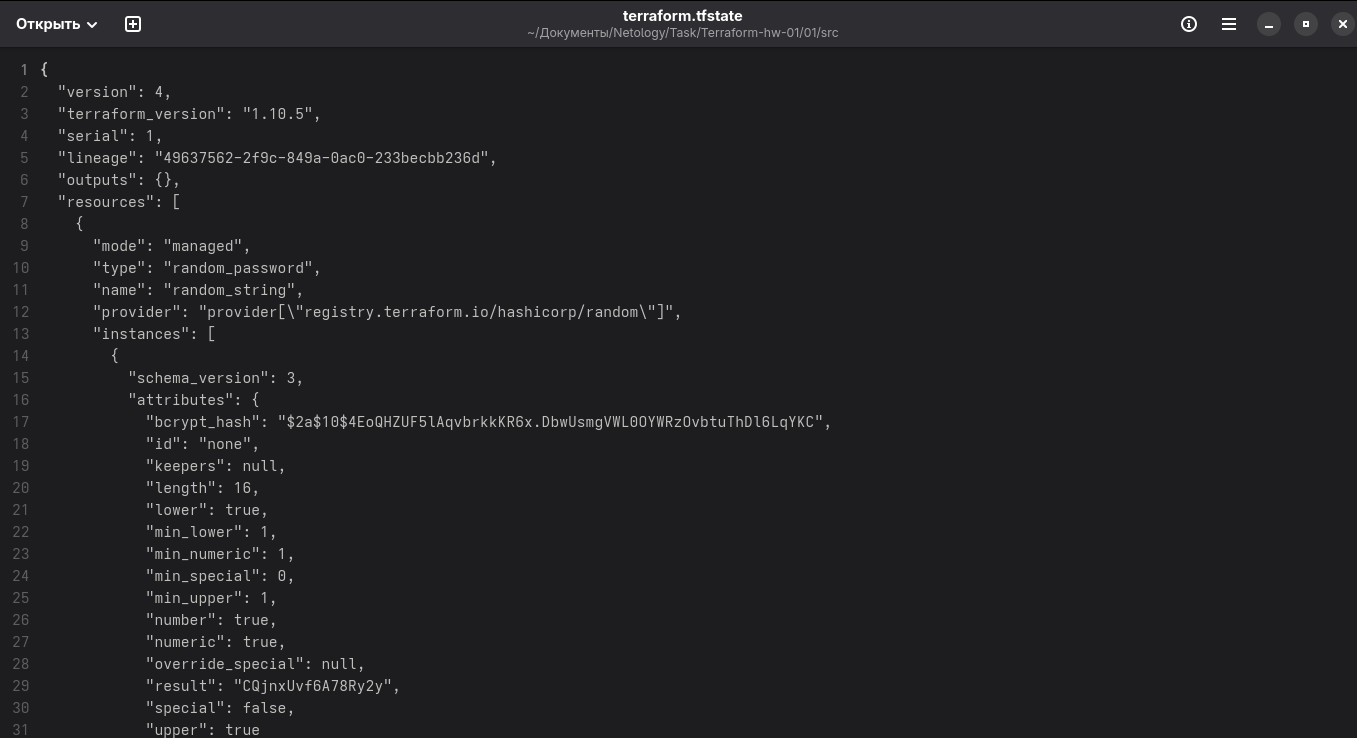 Открыть
terraform.tfstate
~/Документы/Netology/Task/Terraform-hw-01/01/src
1 {
2 "version": 4,
3 "terraform_version": "1.10.5",
4 "serial": 1,
5 "lineage": "49637562-2f9c-849a-0ac0-233becbb236d",
6 "outputs": {},
7 "resources": [
8 {
9 "mode": "managed",
10 "type": "random_password",
11 "name": "random_string",
12 "provider": "provider[\"registry.terraform.io/hashicorp/random\"]",
13 "instances": [
14 {
15 "schema_version": 3,
16 "attributes": {
17 "bcrypt_hash": "$2a$10$4EoQHZUF5lAqvbrkkKR6x.DbwUsmgVWL0OYWRzOvbtuThDl6LqYKC",
18 "id": "none",
19 "keepers": null,
20 "length": 16,
21 "lower": true,
22 "min_lower": 1,
23 "min_numeric": 1,
24 "min_special": 0,
25 "min_upper": 1,
26 "number": true,
27 "numeric": true,
28 "override_special": null,
29 "result": "CQjnxUvf6A78Ry2y",
30 "special": false,
31 "upper": true